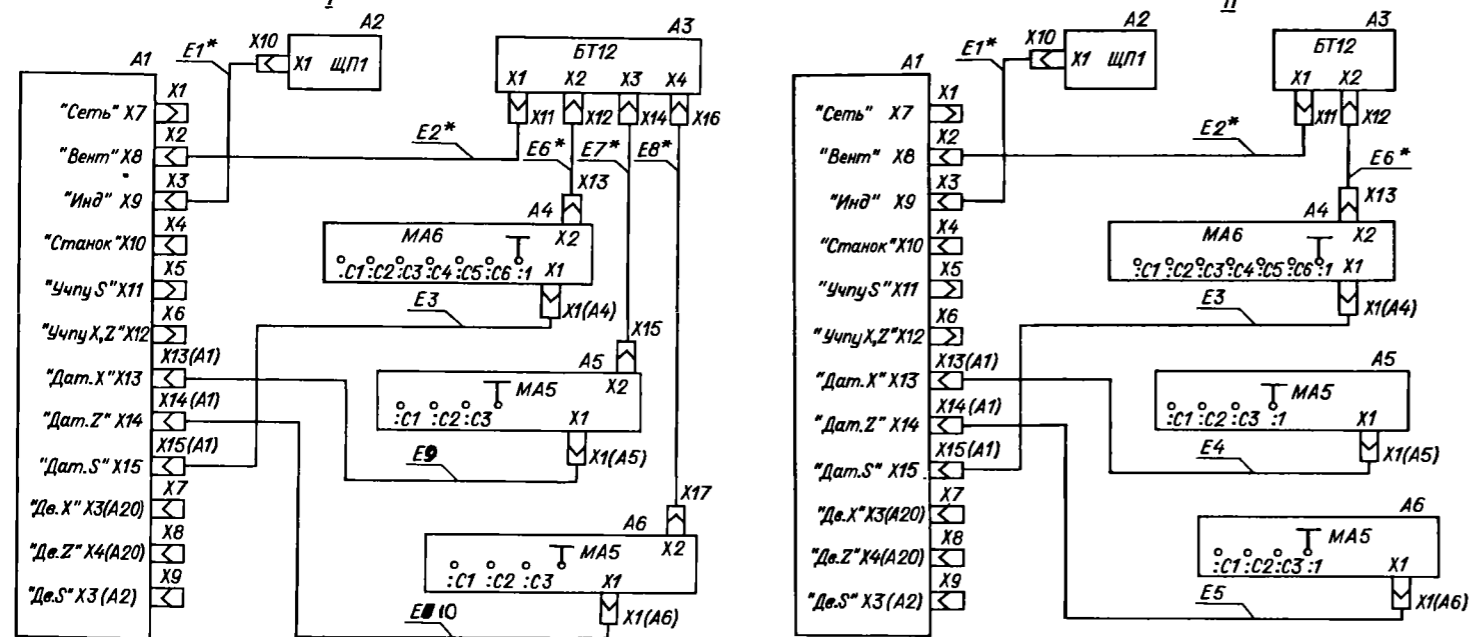 I
II
A1
A2
A3
X10
E1*
X1 ЩП1
БТ12
X1 X2 X3 X4
X11 X12 X14 X16
X1
"Сеть" X7
X2
"Вент" X8
E2*
E6* E7* E8*
X3
"Инд" X9
X13
X4
"Станок" X10
A4
МА6
X2
:C1 :C2 :C3 :C4 :C5 :C6 :1 X1
X5
"Учпу S" X11
E3
X1(A4)
X6
"Учпу X,Z" X12
X15
X13(A1)
"Дат.X" X13
A5
МА5
X2
:C1 :C2 :C3
X1
X14(A1)
"Дат.Z" X14
X15(A1)
"Дат.S" X15
E9
X1(A5)
X7
"Дв.X" X3(A20)
X17
X8
"Дв.Z" X4(A20)
A6
МА5
X2
:C1 :C2 :C3
X1
X9
"Дв.S" X3(A2)
10
X1(A6)
A1
A2
A3
X10
E1*
X1 ЩП1
БТ12
X1 X2
X11 X12
X1
"Сеть" X7
X2
"Вент" X8
E2*
E6*
X3
"Инд" X9
X13
X4
"Станок" X10
A4
МА6
X2
:C1 :C2 :C3 :C4 :C5 :C6 :1 X1
X5
"Учпу S" X11
E3
X1(A4)
X6
"Учпу X,Z" X12
X13(A1)
"Дат.X" X13
A5
МА5
:C1 :C2 :C3 :1
X1
X14(A1)
"Дат.Z" X14
X15(A1)
"Дат.S" X15
E4
X1(A5)
X7
"Дв.X" X3(A20)
X8
"Дв.Z" X4(A20)
A6
МА5
:C1 :C2 :C3 :1
X1
X9
"Дв.S" X3(A2)
E5
X1(A6)